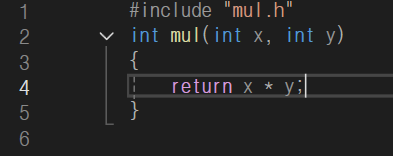 1 #include "mul.h"
2 int mul(int x, int y)
3 {
4 return x * y;
5 }
6